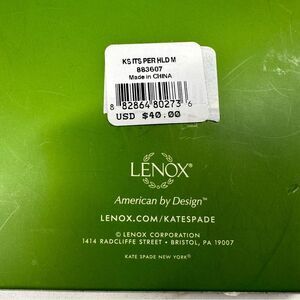 KS ITS PER HLD M
883607
Made in CHINA
8 82864 80273 6
USD $40.00
LENOX®
American by Design™
LENOX.COM/KATESPADE
© LENOX CORPORATION
1414 RADCLIFFE STREET • BRISTOL, PA 19007
KATE SPADE NEW YORK®